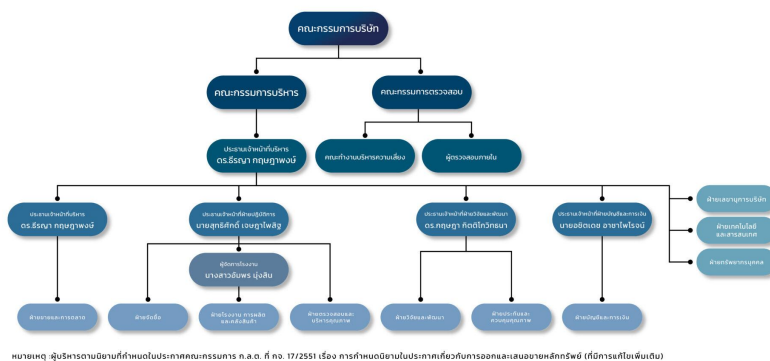 คณะกรรมการบริษัท
คณะกรรมการบริหาร
คณะกรรมการตรวจสอบ
ประธานเจ้าหน้าที่บริหาร
ดร.ธีรญา กฤษฎาพงษ์
คณะทำงานบริหารความเสี่ยง
ผู้ตรวจสอบภายใน
ฝ่ายเลขานุการบริษัท
ประธานเจ้าหน้าที่บริหาร
ดร.ธีรญา กฤษฎาพงษ์
ประธานเจ้าหน้าที่ฝ่ายปฏิบัติการ
นายสุทธิศักดิ์ เจษฎาไพสิฐ
ประธานเจ้าหน้าที่ฝ่ายวิจัยและพัฒนา
ดร.กฤษฎา กิตติโกวิทธนา
ประธานเจ้าหน้าที่ฝ่ายบัญชีและการเงิน
นายอชิตเดช อาชาไพโรจน์
ฝ่ายเทคโนโลยี
และสารสนเทศ
ฝ่ายทรัพยากรบุคคล
ผู้จัดการโรงงาน
นางสาวอัมพร มุ่งสิน
ฝ่ายขายและการตลาด
ฝ่ายจัดซื้อ
ฝ่ายโรงงาน การผลิต
และคลังสินค้า
ฝ่ายตรวจสอบและ
บริหารคุณภาพ
ฝ่ายวิจัยและพัฒนา
ฝ่ายประกันและ
ควบคุมคุณภาพ
ฝ่ายบัญชีและการเงิน
หมายเหตุ :ผู้บริหารตามนิยามที่กำหนดในประกาศคณะกรรมการ ก.ล.ต. ที่ กจ. 17/2551 เรื่อง การกำหนดนิยามในประกาศเกี่ยวกับการออกและเสนอขายหลักทรัพย์ (ที่มีการแก้ไขเพิ่มเติม)